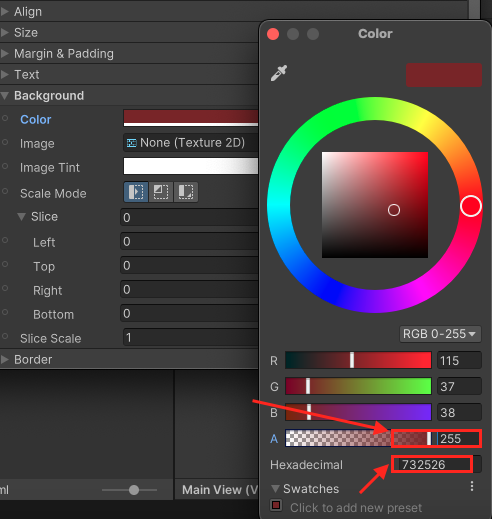 Align
Size
Margin & Padding
Text
Background
Color
Image
None (Texture 2D)
Image Tint
Scale Mode
Slice
0
Left
0
Top
0
Right
0
Bottom
0
Slice Scale
1
Border
Main View (V
Color
RGB 0-255
R
115
G
37
B
38
A
255
Hexadecimal
732526
Swatches
Click to add new preset